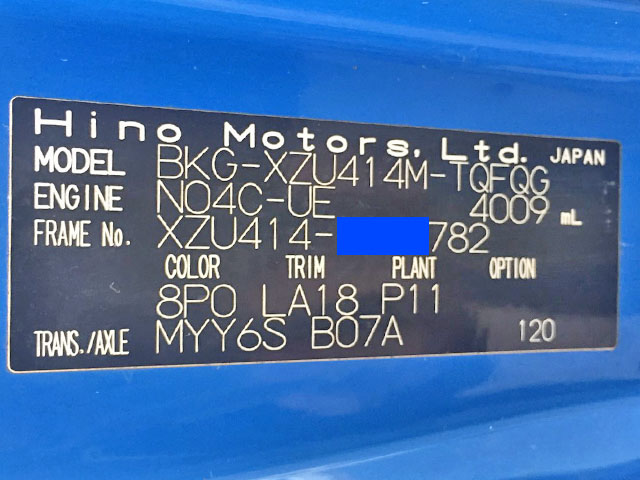 Hino Motors, Ltd. JAPAN
MODEL BKG-XZU414M-TQFQG
ENGINE N04C-UE 4009 mL
FRAME No. XZU414- 782
COLOR TRIM PLANT OPTION
8P0 LA18 P11
TRANS./AXLE MYY6S B07A 120